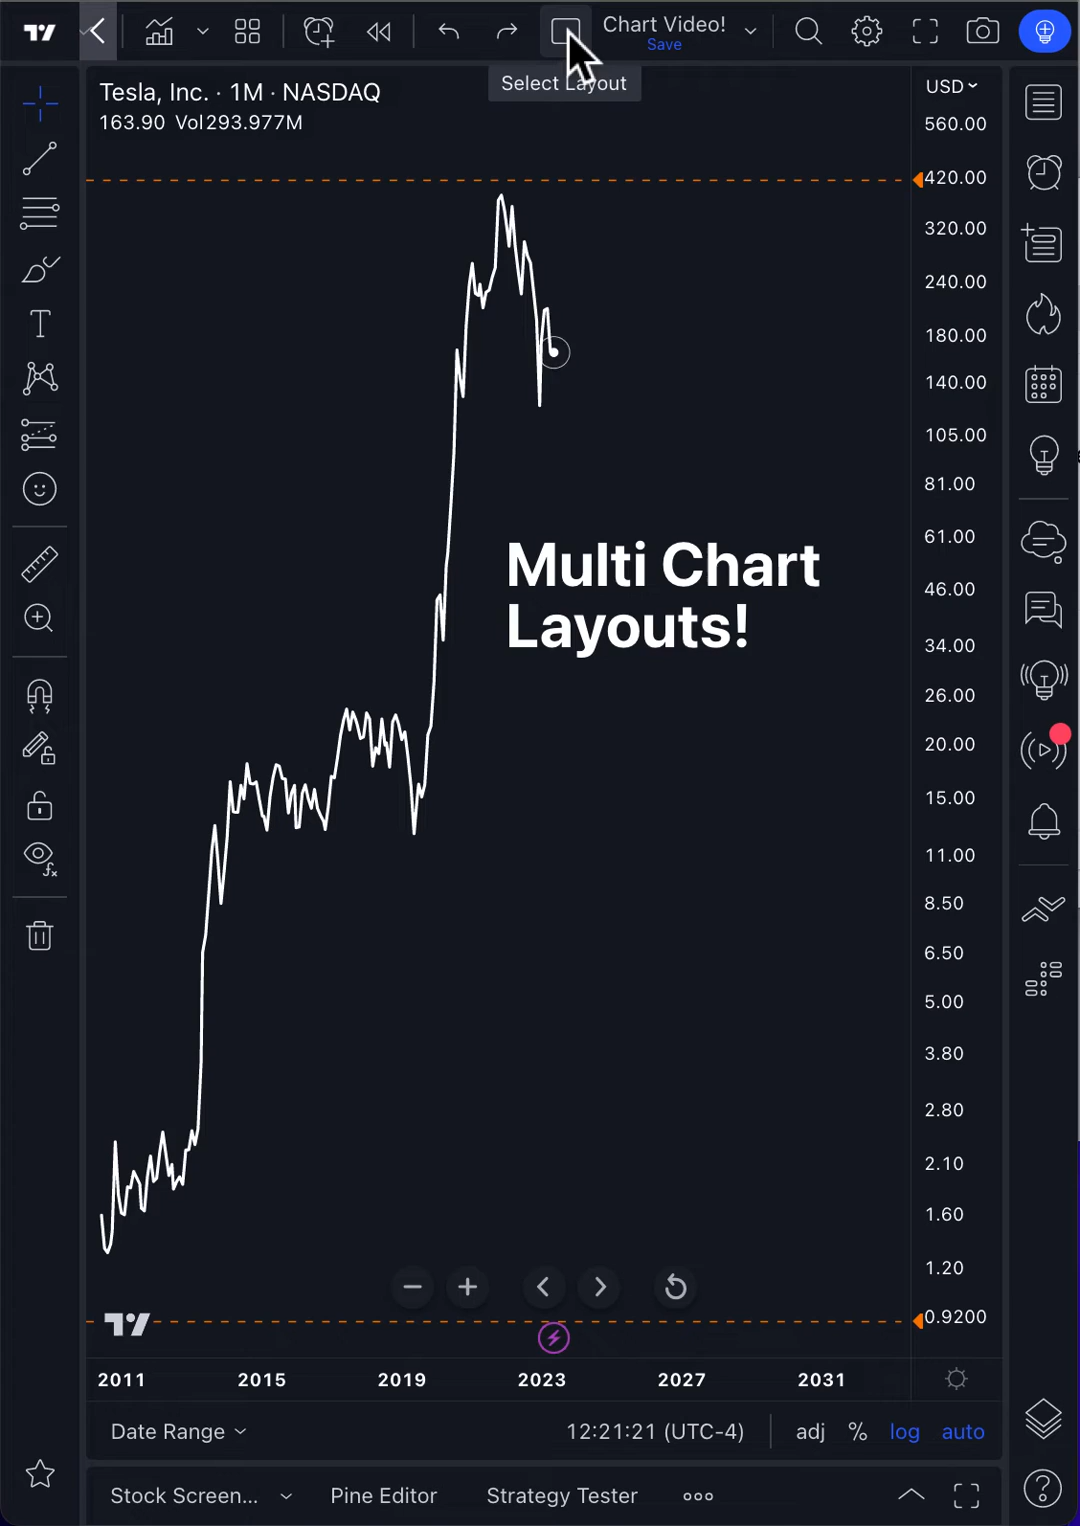 Chart Video!
Save
Select Layout
Tesla, Inc. · 1M · NASDAQ
163.90 Vol293.977M
USD
560.00
420.00
320.00
240.00
180.00
140.00
105.00
81.00
61.00
46.00
34.00
26.00
20.00
15.00
11.00
8.50
6.50
5.00
3.80
2.80
2.10
1.60
1.20
0.9200
Multi Chart
Layouts!
2011 2015 2019 2023 2027 2031
Date Range 12:21:21 (UTC-4) adj % log auto
Stock Screen... Pine Editor Strategy Tester